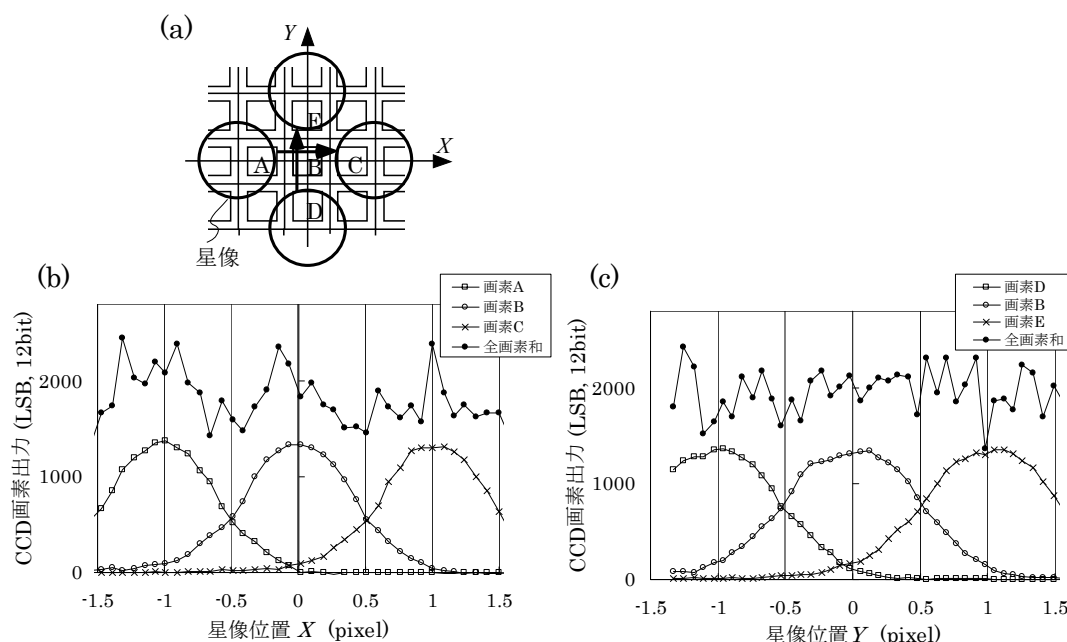 (a)
Y
X
E
A
B
C
D
星像
(b)
画素A
画素B
画素C
全画素和
CCD画素出力 (LSB, 12bit)
2000
1000
0
-1.5
-1
-0.5
0
0.5
1
1.5
星像位置 X (pixel)
(c)
画素D
画素B
画素E
全画素和
CCD画素出力 (LSB, 12bit)
2000
1000
0
-1.5
-1
-0.5
0
0.5
1
1.5
星像位置 Y (pixel)